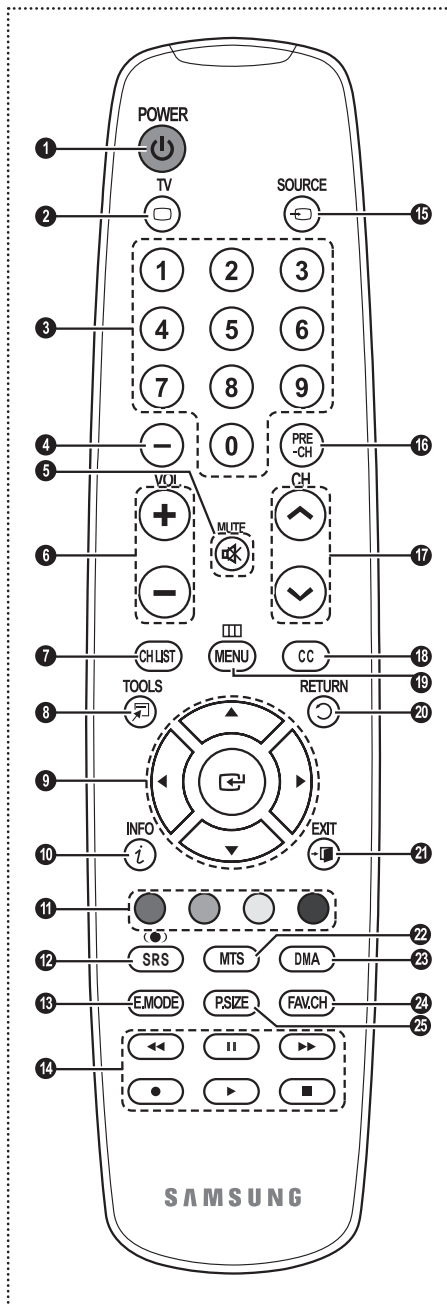 POWER
1
TV SOURCE
2 15
1 2 3
3 4 5 6
7 8 9
4 - 0 PRE 16
-CH
5 VOL CH
MUTE
6 + 17
-
7 CH LIST MENU CC 18
19
TOOLS RETURN
8 20
9
INFO EXIT
10 i 21
11
22
12 SRS MTS DMA 23
13 E.MODE P.SIZE FAV.CH 24
25
14
SAMSUNG